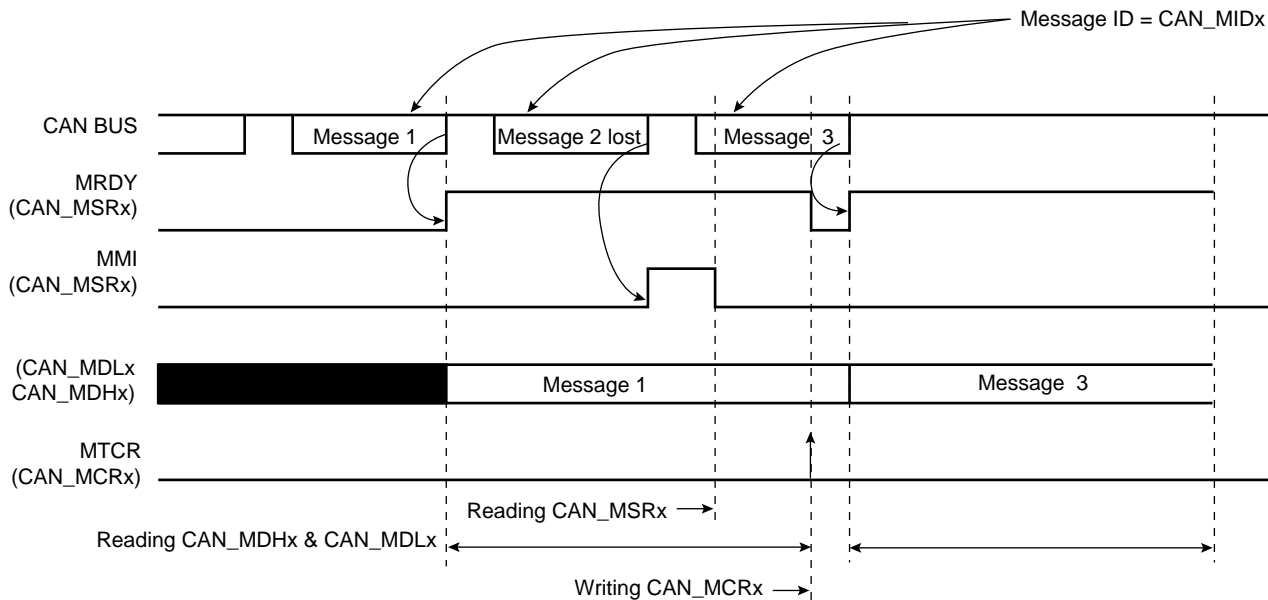 Message ID = CAN_MIDx
CAN BUS
Message 1
Message 2 lost
Message 3
MRDY
(CAN_MSRx)
MMI
(CAN_MSRx)
(CAN_MDLx
CAN_MDHx)
Message 1
Message 3
MTCR
(CAN_MCRx)
Reading CAN_MSRx
Reading CAN_MDHx & CAN_MDLx
Writing CAN_MCRx